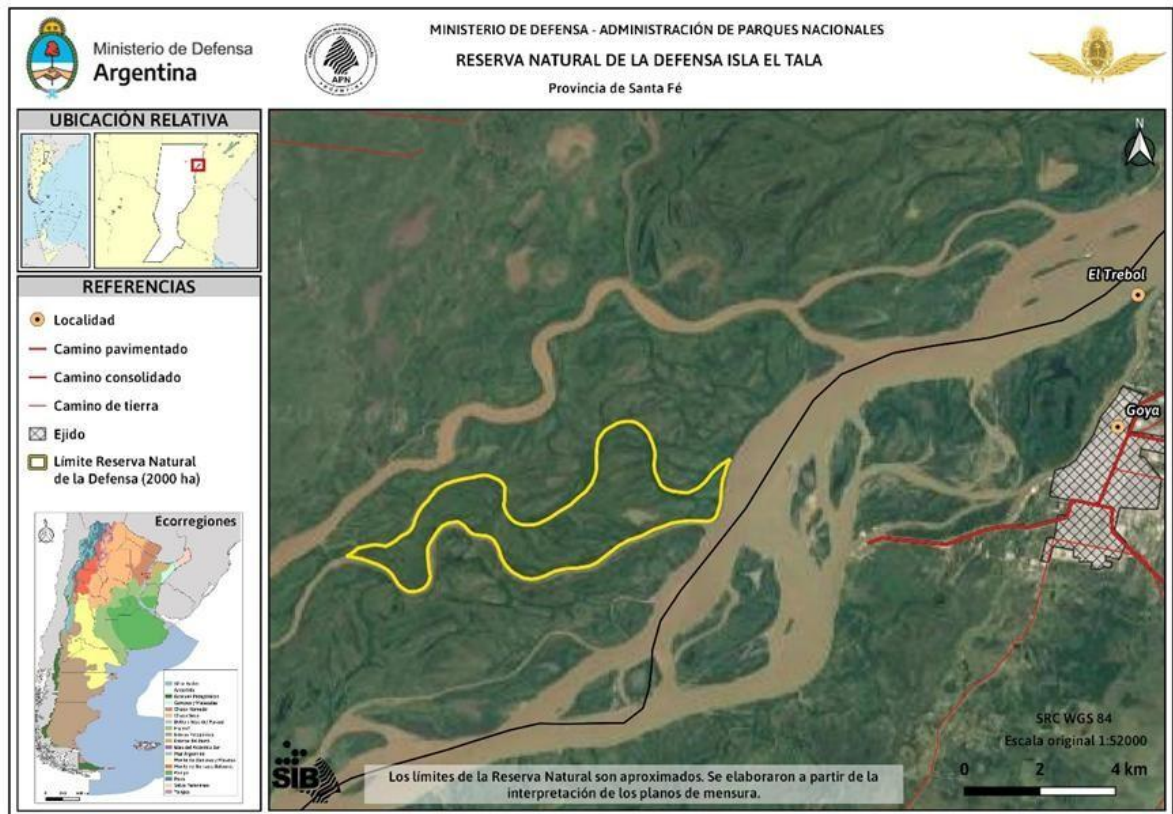 Ministerio de Defensa
Argentina
APN
MINISTERIO DE DEFENSA - ADMINISTRACIÓN DE PARQUES NACIONALES
RESERVA NATURAL DE LA DEFENSA ISLA EL TALA
Provincia de Santa Fé
UBICACIÓN RELATIVA
REFERENCIAS
Localidad
Camino pavimentado
Camino consolidado
Camino de tierra
Ejido
Límite Reserva Natural
de la Defensa (2000 ha)
Ecorregiones
N
El Trebol
Goya
SRC WGS 84
Escala original 1:52000
0 2 4 km
SIB
Los límites de la Reserva Natural son aproximados. Se elaboraron a partir de la
interpretación de los planos de mensura.